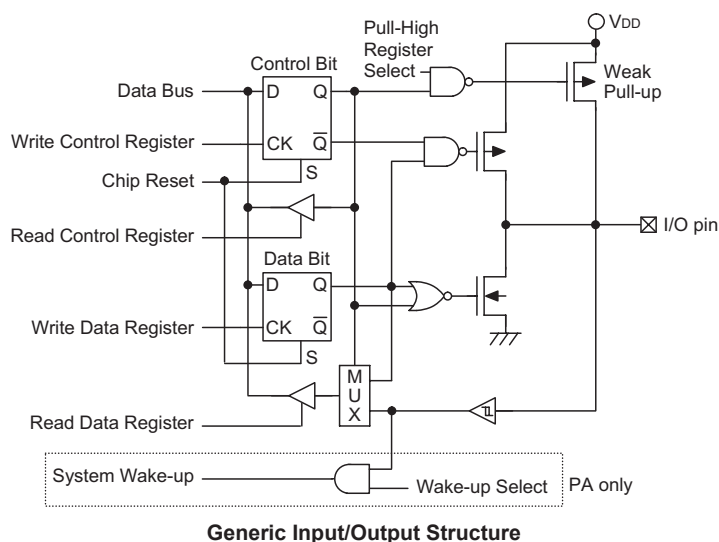 VDD
Pull-High
Register
Select
Control Bit
Weak
Pull-up
Data Bus
D
Q
Write Control Register
CK
Q
Chip Reset
S
Read Control Register
I/O pin
Data Bit
D
Q
Write Data Register
CK
Q
S
M
U
X
Read Data Register
System Wake-up
Wake-up Select
PA only
Generic Input/Output Structure